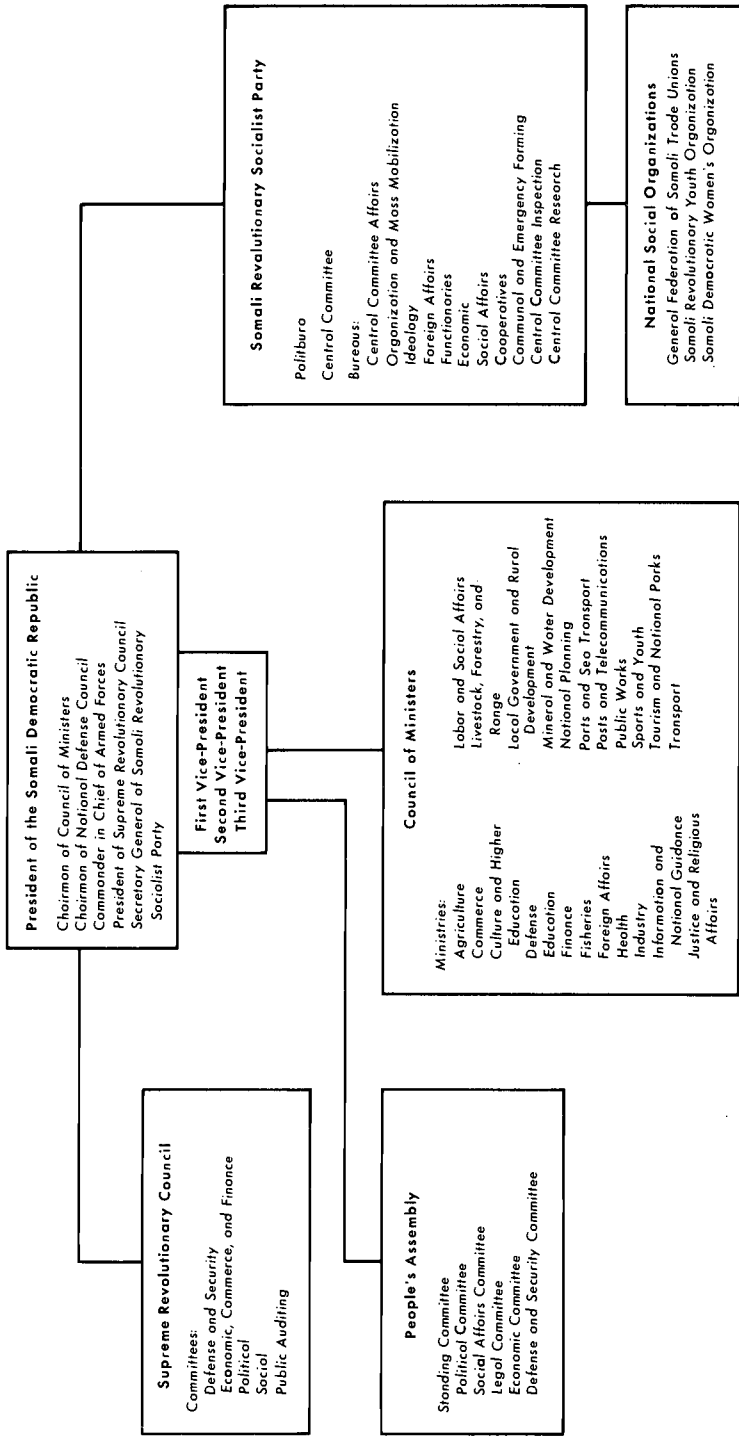 President of the Somali Democratic Republic
Chairman of Council of Ministers
Chairman of National Defense Council
Commander in Chief of Armed Forces
President of Supreme Revolutionary Council
Secretary General of Somali Revolutionary
Socialist Party
First Vice-President
Second Vice-President
Third Vice-President
Supreme Revolutionary Council
Committees:
Defense and Security
Economic, Commerce, and Finance
Political
Social
Public Auditing
People's Assembly
Standing Committee
Political Committee
Social Affairs Committee
Legal Committee
Economic Committee
Defense and Security Committee
Council of Ministers
Ministries:
Agriculture
Commerce
Culture and Higher
Education
Defense
Education
Finance
Fisheries
Foreign Affairs
Health
Industry
Information and
National Guidance
Justice and Religious
Affairs
Labor and Social Affairs
Livestock, Forestry, and
Range
Local Government and Rural
Development
Mineral and Water Development
National Planning
Ports and Sea Transport
Posts and Telecommunications
Public Works
Sports and Youth
Tourism and National Parks
Transport
Somali Revolutionary Socialist Party
Politburo
Central Committee
Bureaus:
Central Committee Affairs
Organization and Mass Mobilization
Ideology
Foreign Affairs
Functionaries
Economic
Social Affairs
Cooperatives
Communal and Emergency Forming
Central Committee Inspection
Central Committee Research
National Social Organizations
General Federation of Somali Trade Unions
Somali Revolutionary Youth Organization
Somali Democratic Women's Organization